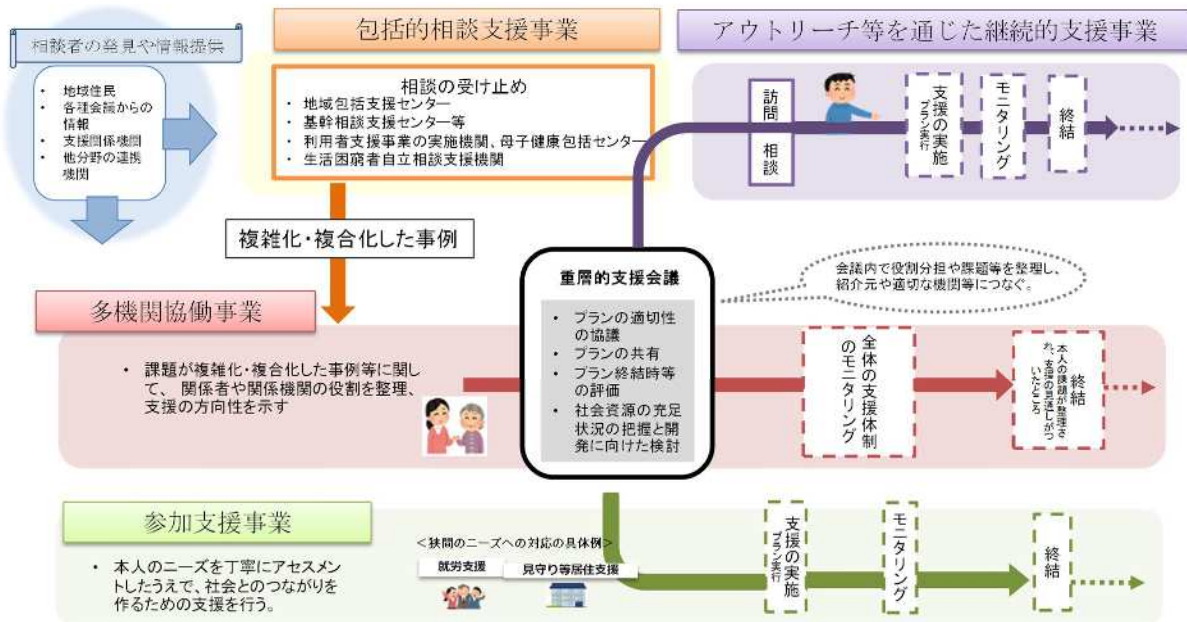 相談者の発見や情報提供
・ 地域住民
・ 各種会議からの
情報
・ 支援関係機関
・ 他分野の連携
機関
包括的相談支援事業
相談の受け止め
・ 地域包括支援センター
・ 基幹相談支援センター等
・ 利用者支援事業の実施機関、母子健康包括センター
・ 生活困窮者自立相談支援機関
複雑化・複合化した事例
アウトリーチ等を通じた継続的支援事業
訪問 相談
支援の実施
プラン実行
モニタリング
終結
重層的支援会議
・ プランの適切性
の協議
・ プランの共有
・ プラン終結時等
の評価
・ 社会資源の充足
状況の把握と開
発に向けた検討
会議内で役割分担や課題等を整理し、
紹介元や適切な機関等につなぐ。
多機関協働事業
・ 課題が複雑化・複合化した事例等に関し
て、 関係者や関係機関の役割を整理、
支援の方向性を示す
全体の支援体制
のモニタリング
終結
本人の課題が整理さ
れ、支援の見通しがつ
いたところ
参加支援事業
・ 本人のニーズを丁寧にアセスメン
トしたうえで、社会とのつながりを
作るための支援を行う。
<狭間のニーズへの対応の具体例>
就労支援
見守り等居住支援
支援の実施
プラン実行
モニタリング
終結